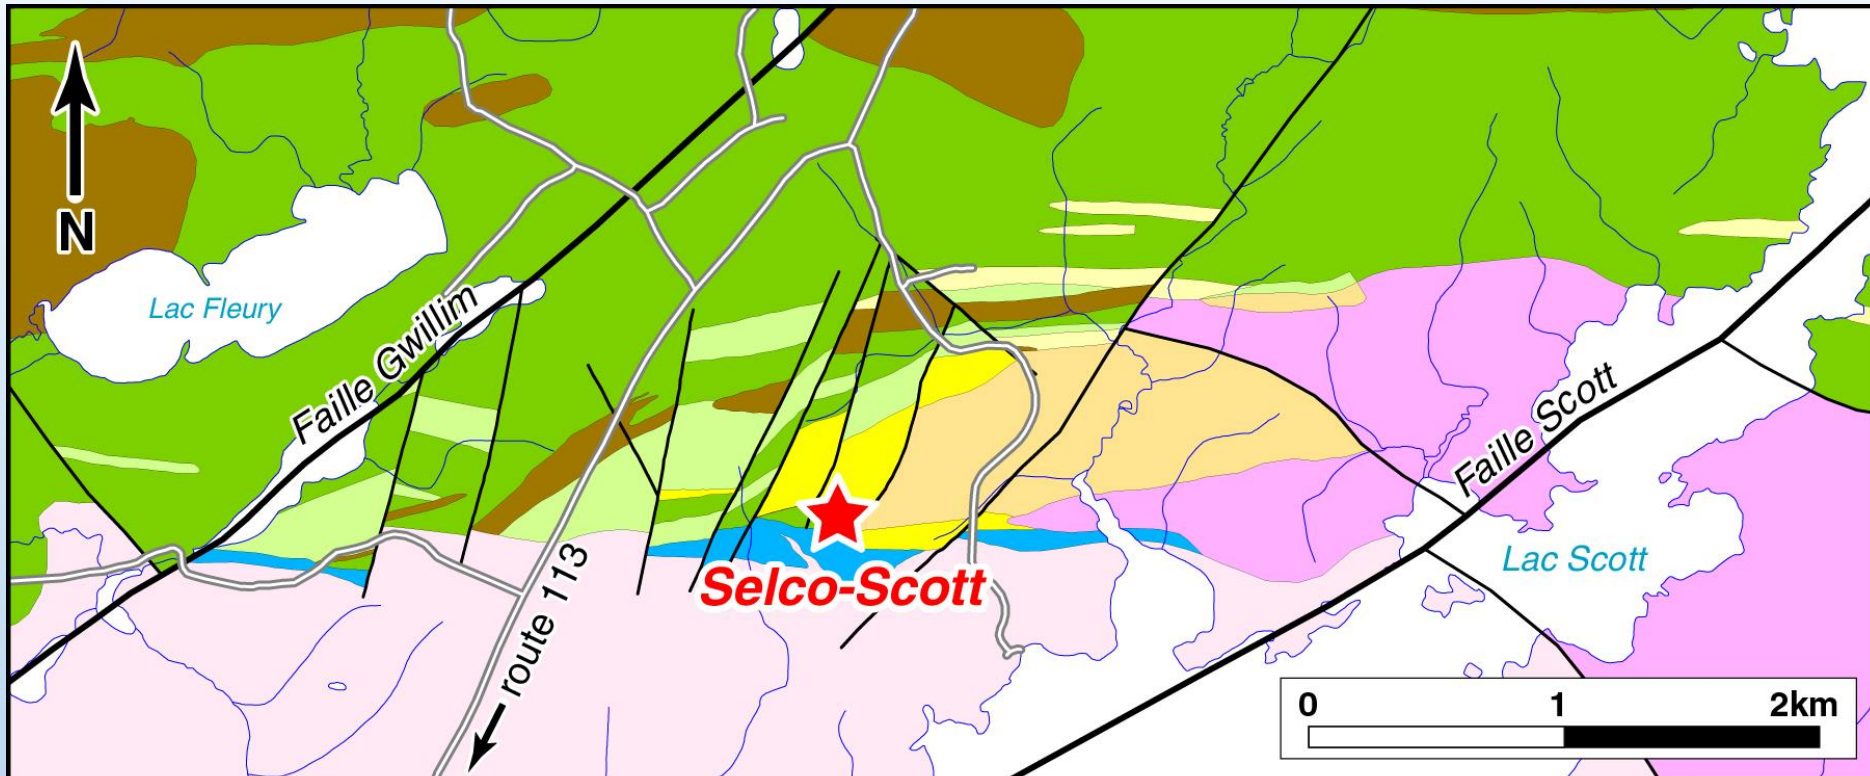 N
Lac Fleury
Faille Gwillim
Faille Scott
Lac Scott
Selco-Scott
route 113
0 1 2km